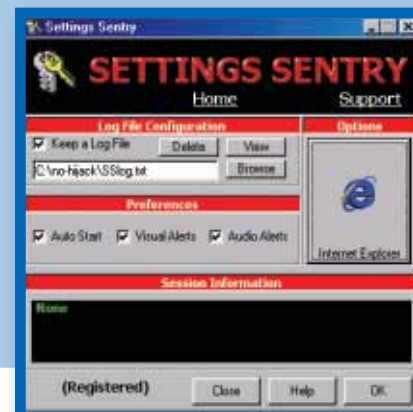 Settings Sentry
SETTINGS SENTRY
Home Support
Log File Configuration
Options
Keep a Log File Delete View
C:\no-hijack\SSlog.txt Browse
Preferences
Auto Start Visual Alerts Audio Alerts
Internet Explorer
Session Information
None
(Registered) Close Help OK